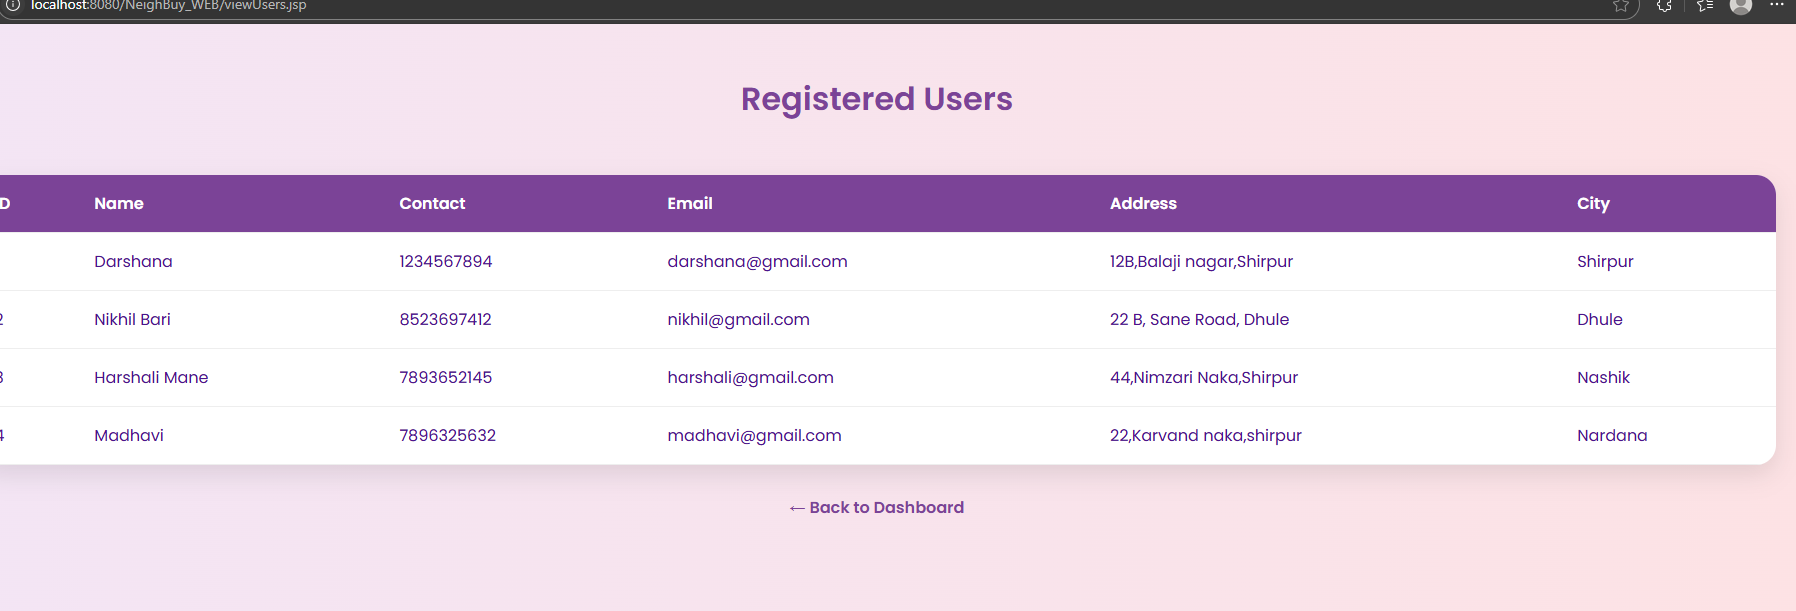 localhost:8080/NeighBuy_WEB/viewUsers.jsp
Registered Users
D Name Contact Email Address City
Darshana 1234567894 darshana@gmail.com 12B,Balaji nagar,Shirpur Shirpur
2 Nikhil Bari 8523697412 nikhil@gmail.com 22 B, Sane Road, Dhule Dhule
3 Harshali Mane 7893652145 harshali@gmail.com 44,Nimzari Naka,Shirpur Nashik
4 Madhavi 7896325632 madhavi@gmail.com 22,Karvand naka,shirpur Nardana
← Back to Dashboard